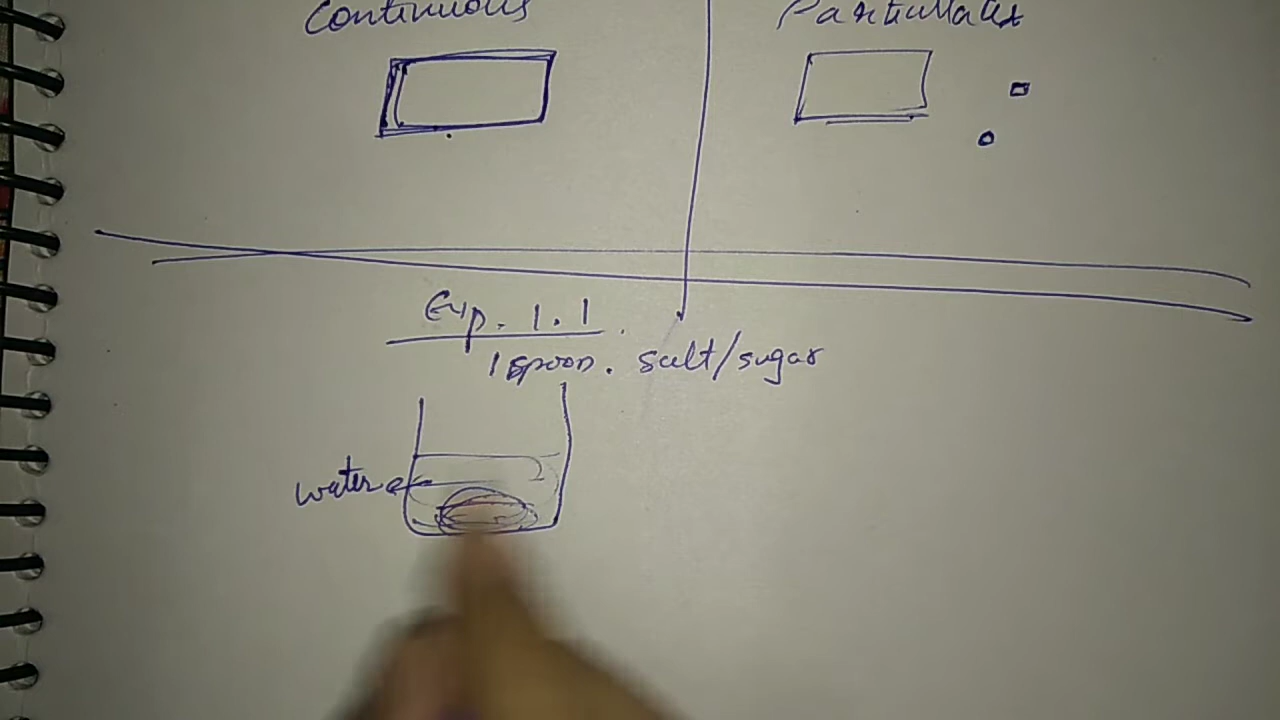 Continuous
Particulate
Exp. 1.1
1 spoon. salt/sugar
water